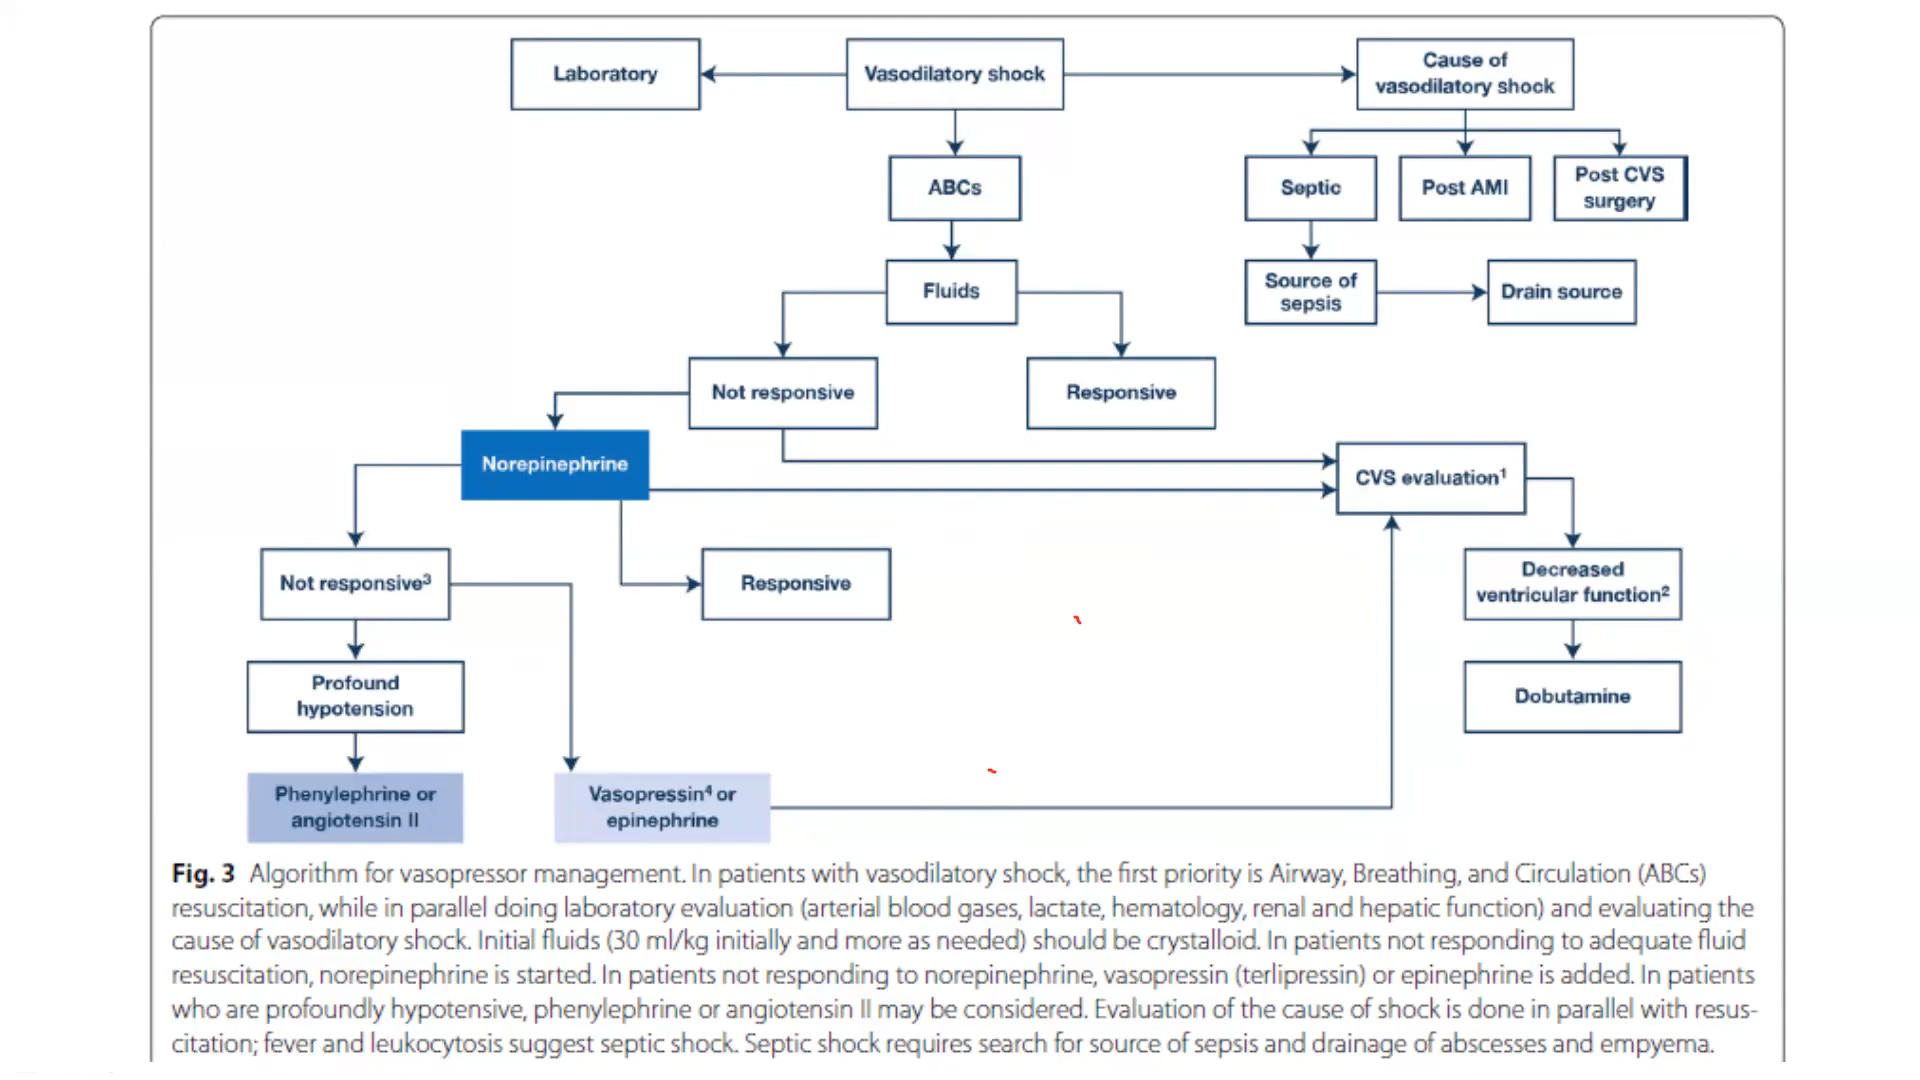 Laboratory
Vasodilatory shock
Cause of
vasodilatory shock
ABCs
Septic
Post AMI
Post CVS
surgery
Fluids
Source of
sepsis
Drain source
Not responsive
Responsive
Norepinephrine
CVS evaluation¹
Not responsive³
Responsive
Decreased
ventricular function²
Profound
hypotension
Dobutamine
Phenylephrine or
angiotensin II
Vasopressin⁴ or
epinephrine
Fig. 3 Algorithm for vasopressor management. In patients with vasodilatory shock, the first priority is Airway, Breathing, and Circulation (ABCs)
resuscitation, while in parallel doing laboratory evaluation (arterial blood gases, lactate, hematology, renal and hepatic function) and evaluating the
cause of vasodilatory shock. Initial fluids (30 ml/kg initially and more as needed) should be crystalloid. In patients not responding to adequate fluid
resuscitation, norepinephrine is started. In patients not responding to norepinephrine, vasopressin (terlipressin) or epinephrine is added. In patients
who are profoundly hypotensive, phenylephrine or angiotensin II may be considered. Evaluation of the cause of shock is done in parallel with resus-
citation; fever and leukocytosis suggest septic shock. Septic shock requires search for source of sepsis and drainage of abscesses and empyema.